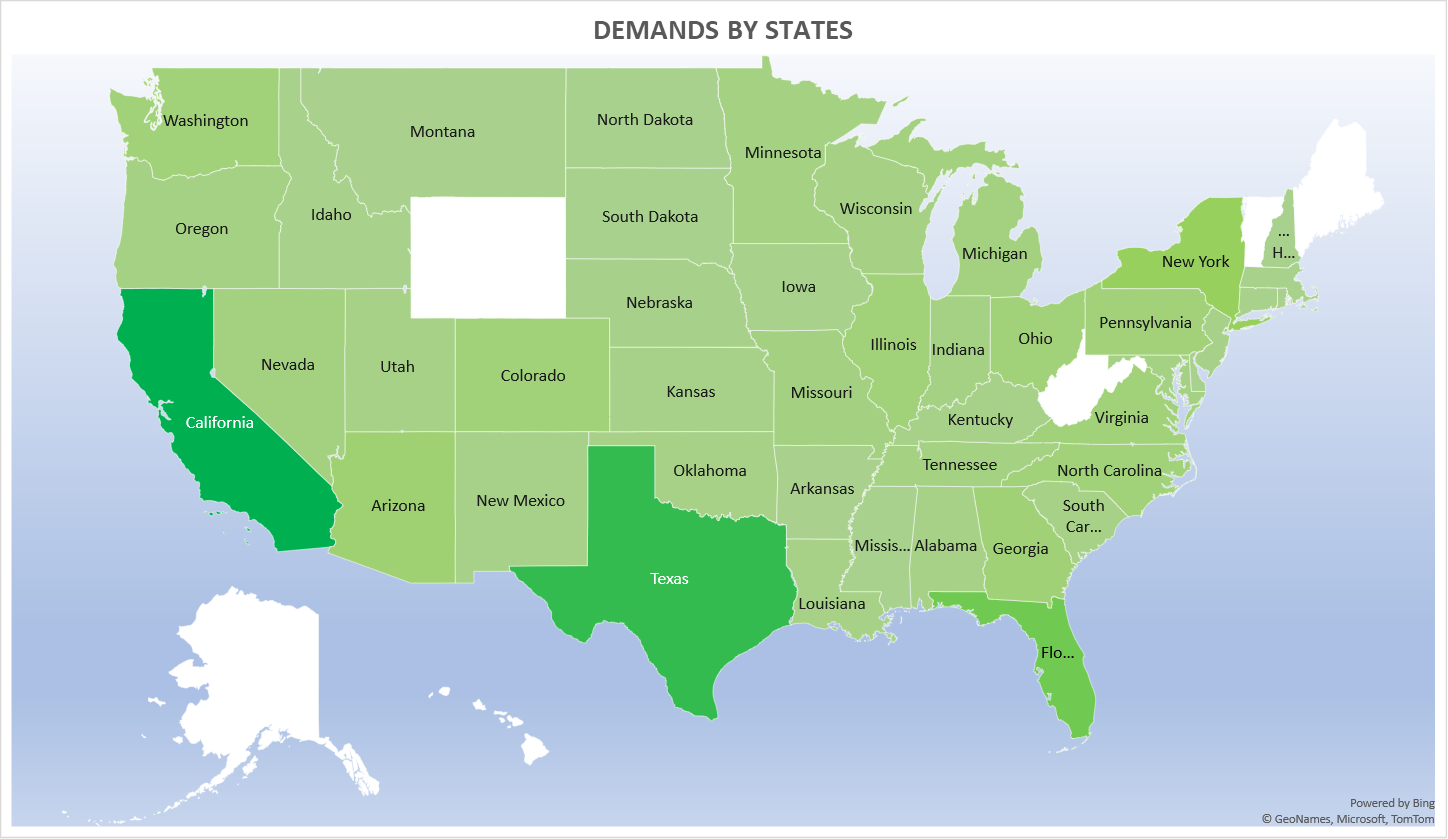 DEMANDS BY STATES
Washington
Montana
North Dakota
Minnesota
Oregon
Idaho
South Dakota
Wisconsin
Michigan
...
H...
New York
Nebraska
Iowa
Pennsylvania
Nevada
Utah
Colorado
Kansas
Missouri
Illinois
Indiana
Ohio
California
Kentucky
Virginia
Arizona
New Mexico
Oklahoma
Arkansas
Tennessee
North Carolina
South
Car...
Texas
Louisiana
Missis...
Alabama
Georgia
Flo...
Powered by Bing
© GeoNames, Microsoft, TomTom